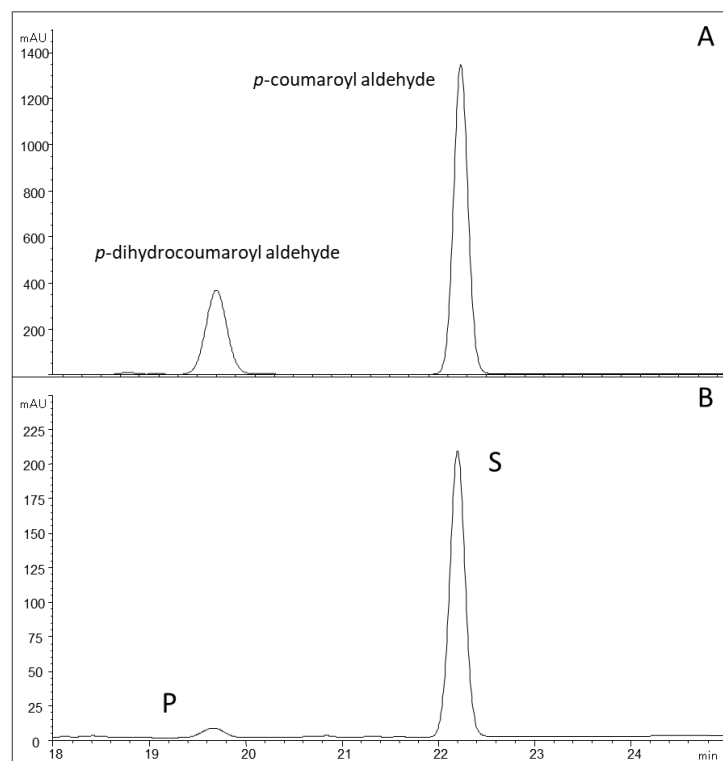 mAU
A
1400
p-coumaroyl aldehyde
1200
1000
800
600
p-dihydrocoumaroyl aldehyde
400
200
mAU
B
225
200
S
175
150
125
100
75
50
P
25
0
18 19 20 21 22 23 24 min